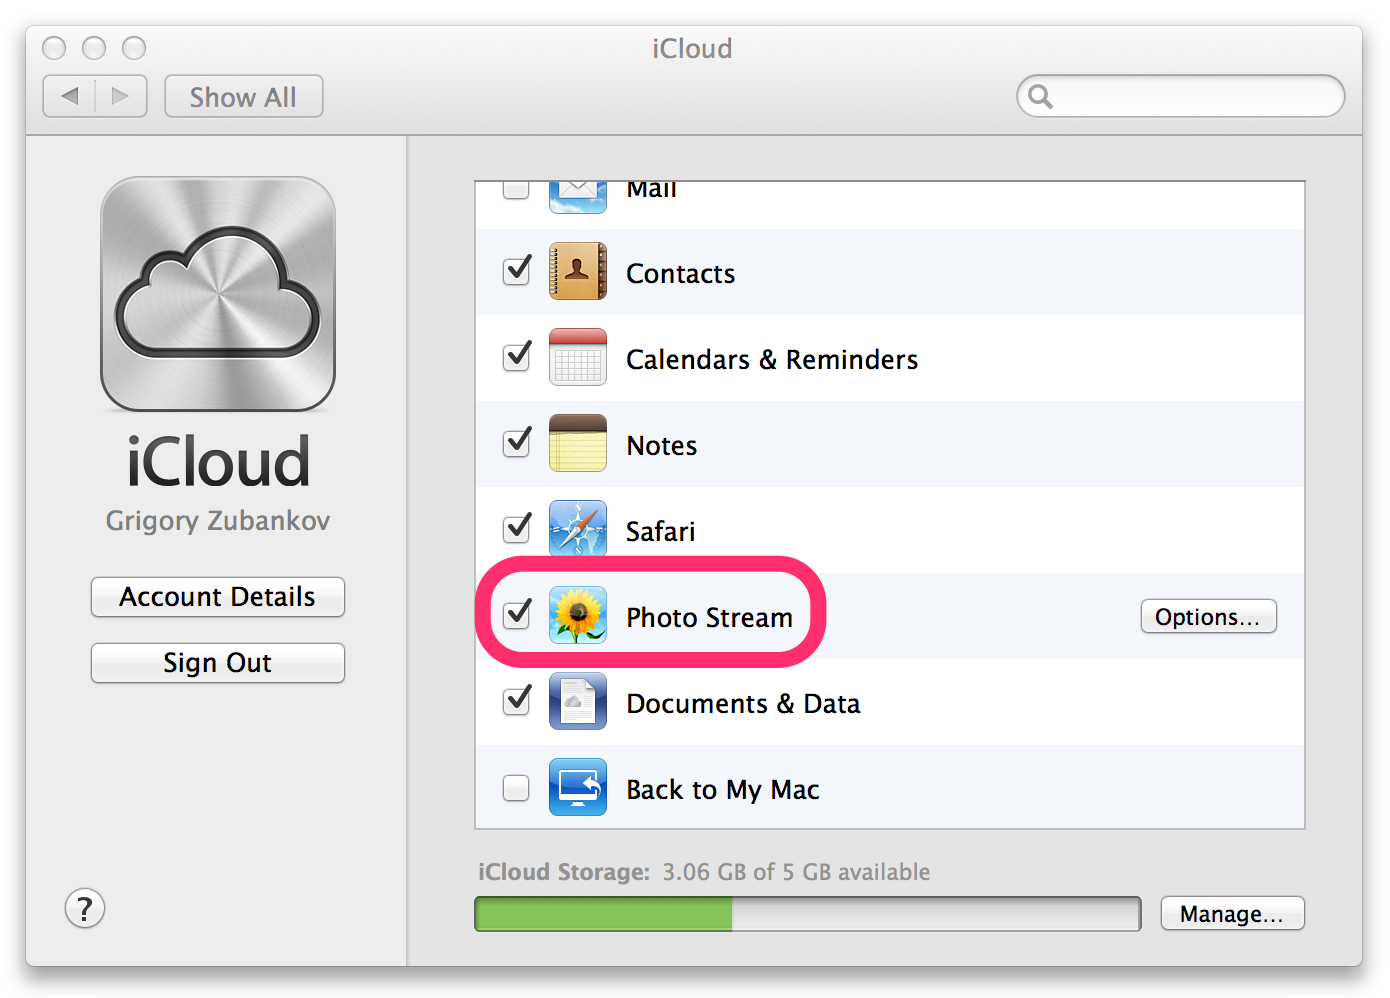 iCloud
Show All
Mail
Contacts
Calendars & Reminders
Notes
Safari
Photo Stream
Options...
Documents & Data
Back to My Mac
iCloud
Grigory Zubankov
Account Details
Sign Out
iCloud Storage: 3.06 GB of 5 GB available
?
Manage...